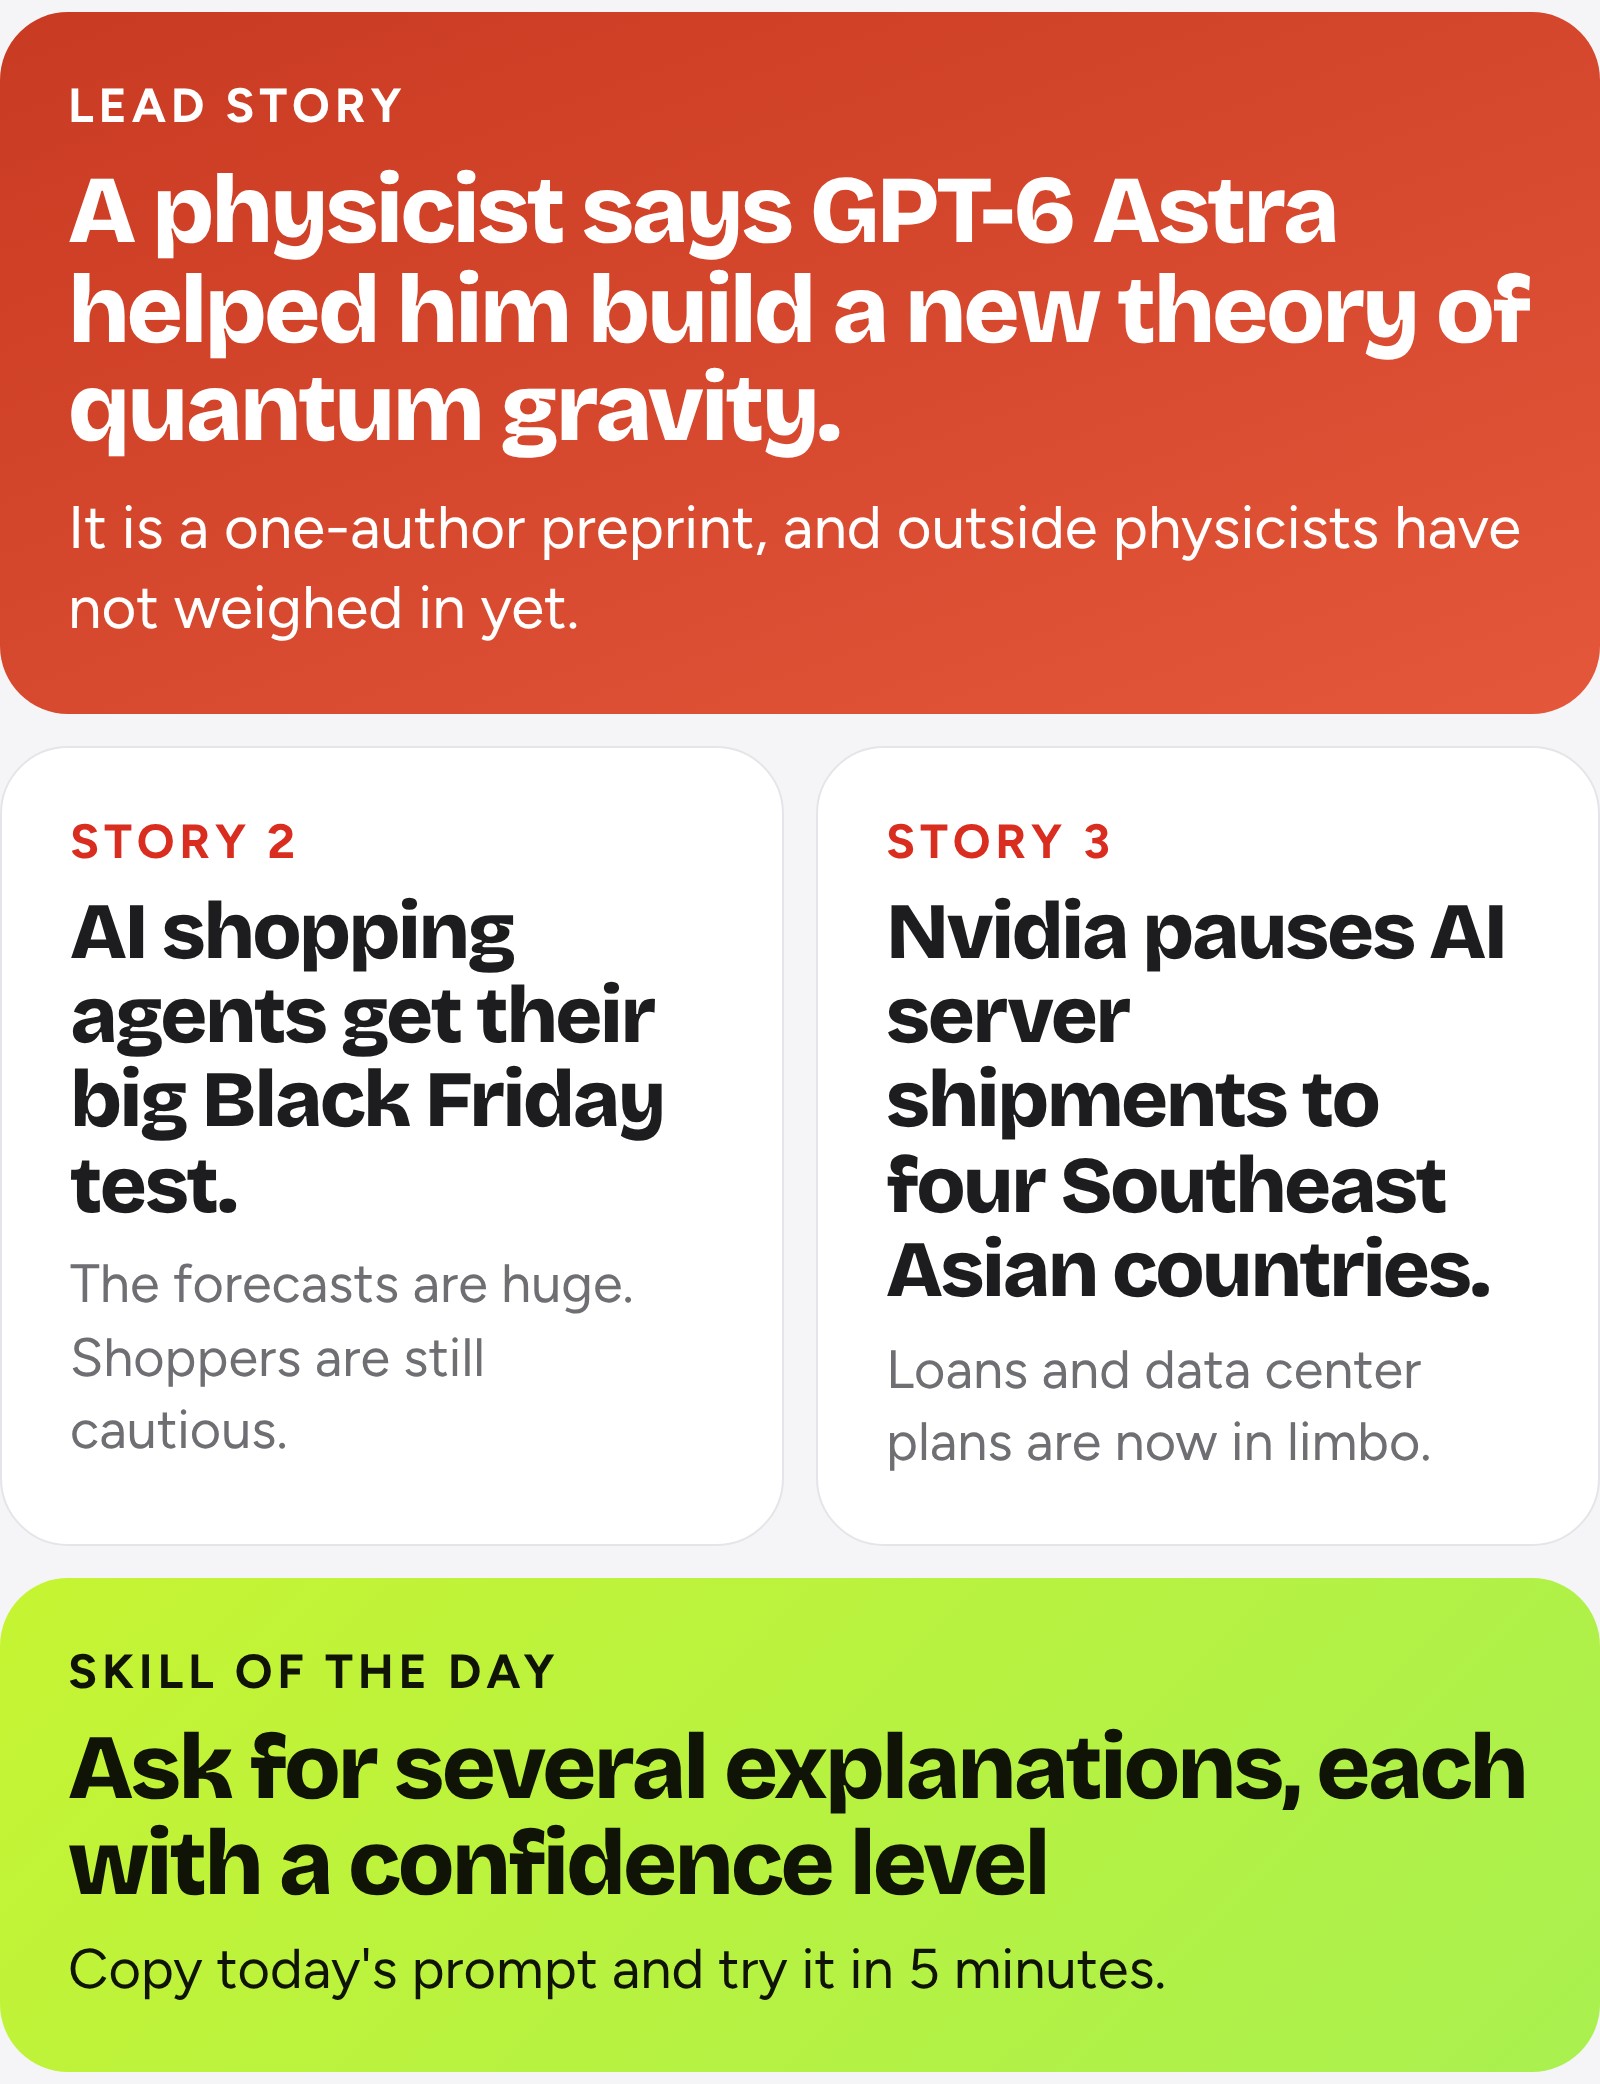 LEAD STORY
A physicist says GPT-6 Astra
helped him build a new theory of
quantum gravity.
It is a one-author preprint, and outside physicists have
not weighed in yet.
STORY 2
AI shopping
agents get their
big Black Friday
test.
The forecasts are huge.
Shoppers are still
cautious.
STORY 3
Nvidia pauses AI
server
shipments to
four Southeast
Asian countries.
Loans and data center
plans are now in limbo.
SKILL OF THE DAY
Ask for several explanations, each
with a confidence level
Copy today's prompt and try it in 5 minutes.